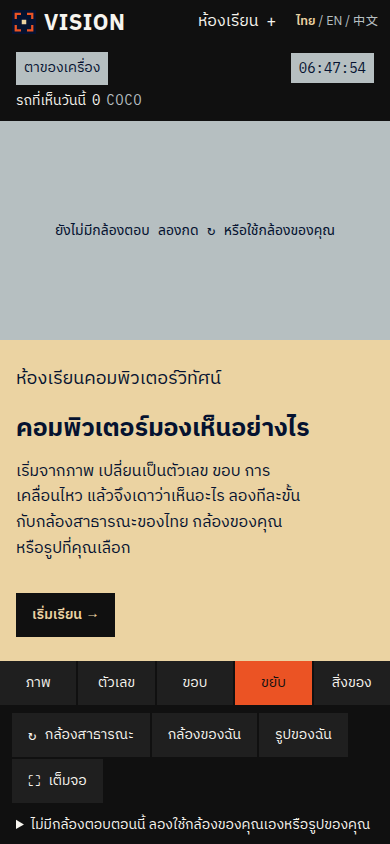 VISION ห้องเรียน + ไทย / EN / 中文
ตาของเครื่อง 06:47:54
รถที่เห็นวันนี้ 0 COCO
ยังไม่มีกล้องตอบ ลองกด ↻ หรือใช้กล้องของคุณ
ห้องเรียนคอมพิวเตอร์วิทัศน์
คอมพิวเตอร์มองเห็นอย่างไร
เริ่มจากภาพ เปลี่ยนเป็นตัวเลข ขอบ การ
เคลื่อนไหว แล้วจึงเดาว่าเห็นอะไร ลองทีละขั้น
กับกล้องสาธารณะของไทย กล้องของคุณ
หรือรูปที่คุณเลือก
เริ่มเรียน →
ภาพ ตัวเลข ขอบ ขยับ สิ่งของ
↻ กล้องสาธารณะ กล้องของฉัน รูปของฉัน
⛶ เต็มจอ
▶ ไม่มีกล้องตอบตอนนี้ ลองใช้กล้องของคุณเองหรือรูปของคุณ